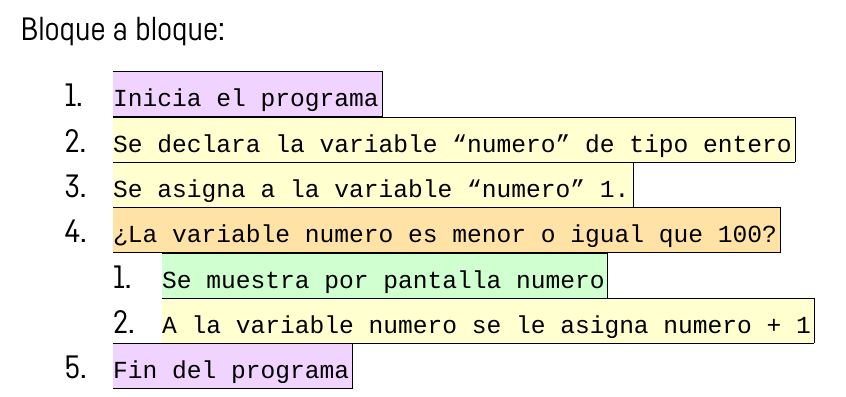 Bloque a bloque:
1. Inicia el programa
2. Se declara la variable “numero” de tipo entero
3. Se asigna a la variable “numero” 1.
4. ¿La variable numero es menor o igual que 100?
1. Se muestra por pantalla numero
2. A la variable numero se le asigna numero + 1
5. Fin del programa